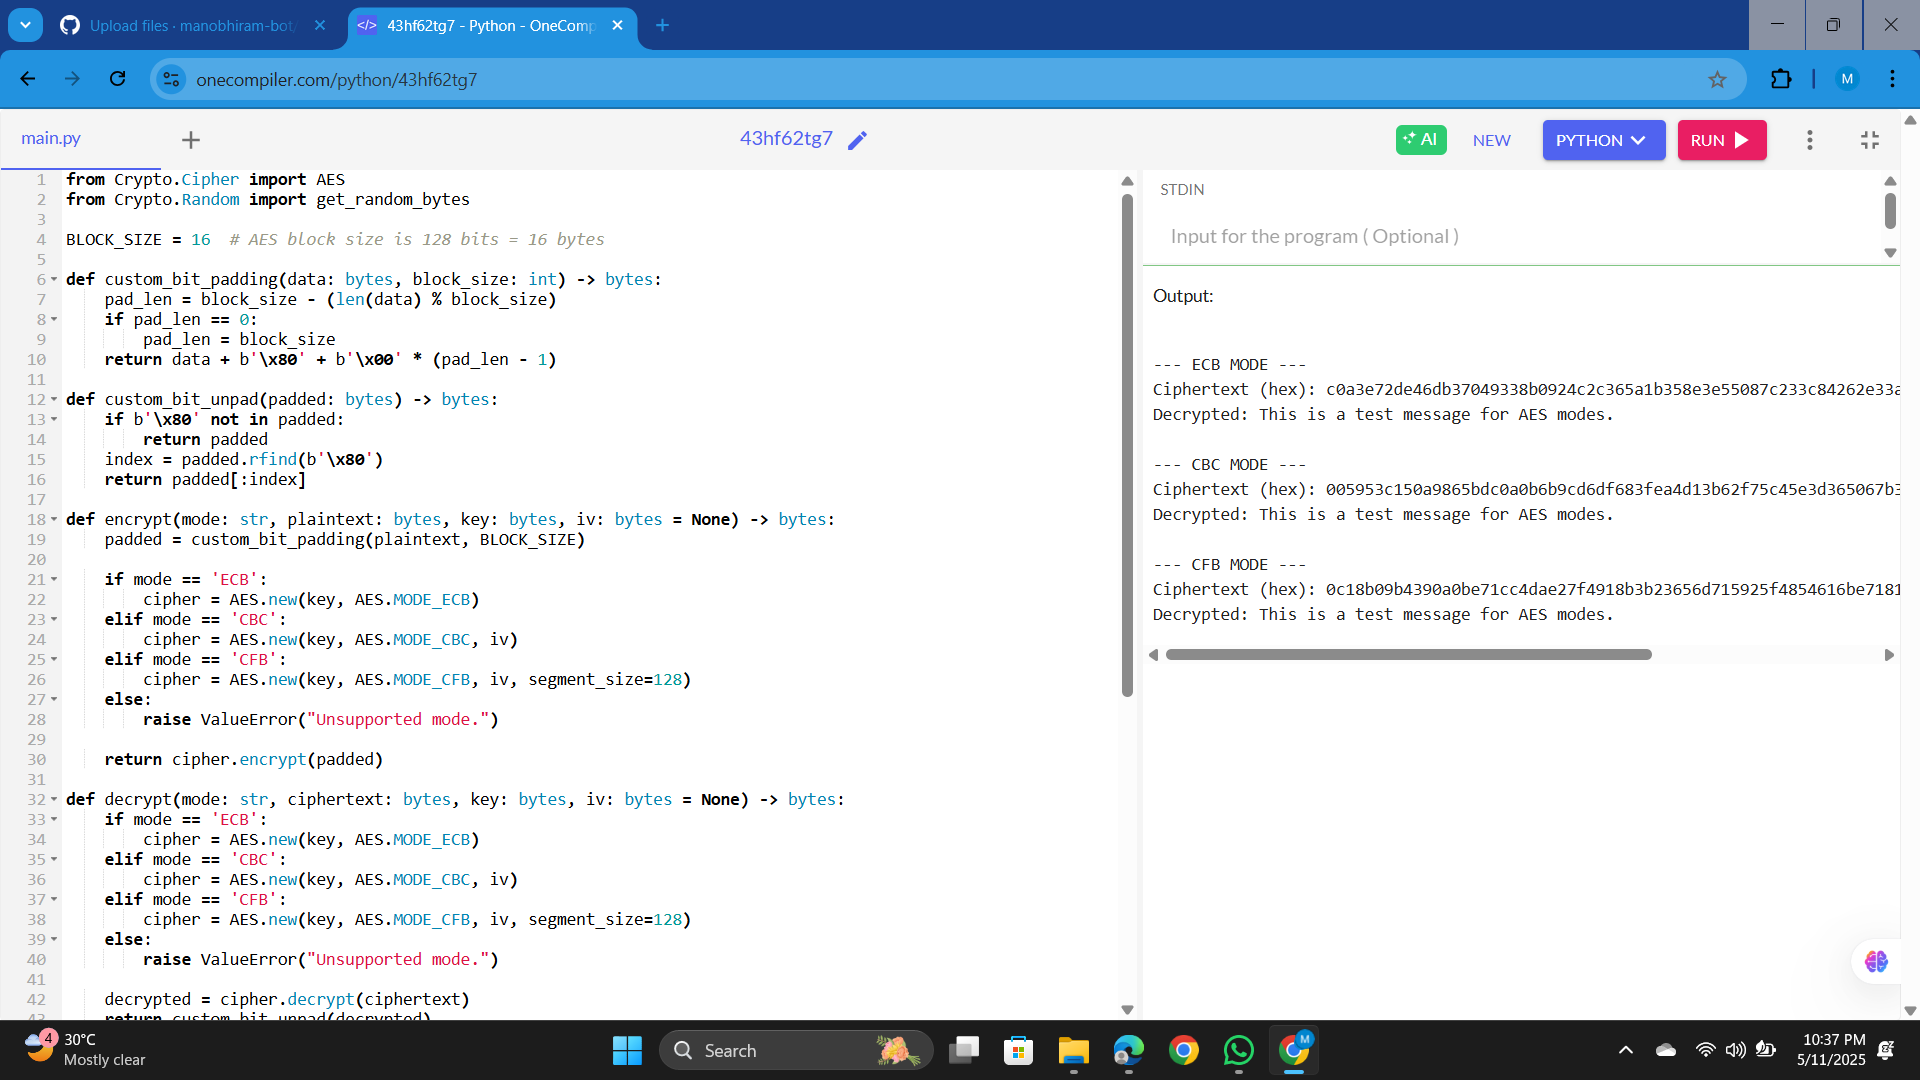 Upload files · manobhiram-bot/
43hf62tg7 - Python - OneComp
onecompiler.com/python/43hf62tg7
M
main.py
43hf62tg7
AI
NEW
PYTHON
RUN
1 from Crypto.Cipher import AES
2 from Crypto.Random import get_random_bytes
3
4 BLOCK_SIZE = 16  # AES block size is 128 bits = 16 bytes
5
6 def custom_bit_padding(data: bytes, block_size: int) -> bytes:
7     pad_len = block_size - (len(data) % block_size)
8     if pad_len == 0:
9         pad_len = block_size
10     return data + b'\x80' + b'\x00' * (pad_len - 1)
11
12 def custom_bit_unpad(padded: bytes) -> bytes:
13     if b'\x80' not in padded:
14         return padded
15     index = padded.rfind(b'\x80')
16     return padded[:index]
17
18 def encrypt(mode: str, plaintext: bytes, key: bytes, iv: bytes = None) -> bytes:
19     padded = custom_bit_padding(plaintext, BLOCK_SIZE)
20
21     if mode == 'ECB':
22         cipher = AES.new(key, AES.MODE_ECB)
23     elif mode == 'CBC':
24         cipher = AES.new(key, AES.MODE_CBC, iv)
25     elif mode == 'CFB':
26         cipher = AES.new(key, AES.MODE_CFB, iv, segment_size=128)
27     else:
28         raise ValueError("Unsupported mode.")
29
30     return cipher.encrypt(padded)
31
32 def decrypt(mode: str, ciphertext: bytes, key: bytes, iv: bytes = None) -> bytes:
33     if mode == 'ECB':
34         cipher = AES.new(key, AES.MODE_ECB)
35     elif mode == 'CBC':
36         cipher = AES.new(key, AES.MODE_CBC, iv)
37     elif mode == 'CFB':
38         cipher = AES.new(key, AES.MODE_CFB, iv, segment_size=128)
39     else:
40         raise ValueError("Unsupported mode.")
41
42     decrypted = cipher.decrypt(ciphertext)
43     return custom_bit_unpad(decrypted)
STDIN
Input for the program ( Optional )
Output:
--- ECB MODE ---
Ciphertext (hex): c0a3e72de46db37049338b0924c2c365a1b358e3e55087c233c84262e33a
Decrypted: This is a test message for AES modes.
--- CBC MODE ---
Ciphertext (hex): 005953c150a9865bdc0a0b6b9cd6df683fea4d13b62f75c45e3d365067b3
Decrypted: This is a test message for AES modes.
--- CFB MODE ---
Ciphertext (hex): 0c18b09b4390a0be71cc4dae27f4918b3b23656d715925f4854616be7181
Decrypted: This is a test message for AES modes.
4
30°C
Mostly clear
Search
M
10:37 PM
5/11/2025